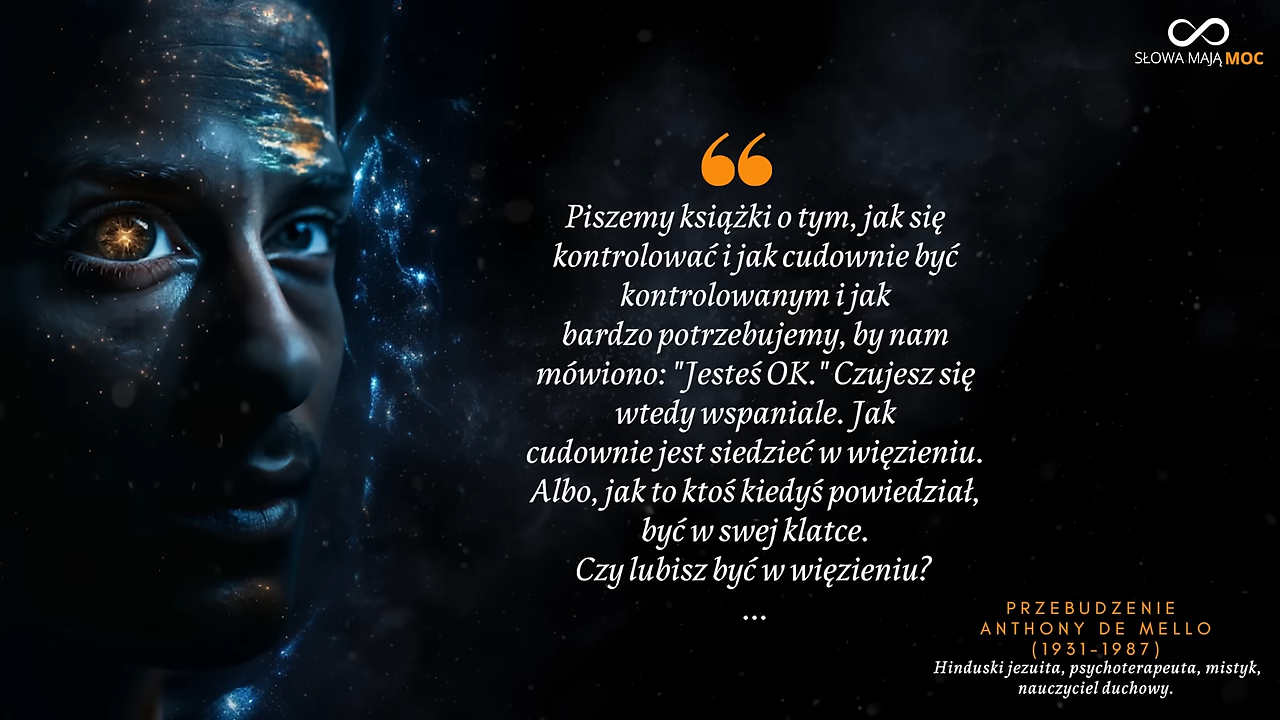 SŁOWA MAJĄ MOC
Piszemy książki o tym, jak się
kontrolować i jak cudownie być
kontrolowanym i jak
bardzo potrzebujemy, by nam
mówiono: "Jesteś OK." Czujesz się
wtedy wspaniale. Jak
cudownie jest siedzieć w więzieniu.
Albo, jak to ktoś kiedyś powiedział,
być w swej klatce.
Czy lubisz być w więzieniu?
...
PRZEBUDZENIE
ANTHONY DE MELLO
(1931-1987)
Hinduski jezuita, psychoterapeuta, mistyk,
nauczyciel duchowy.